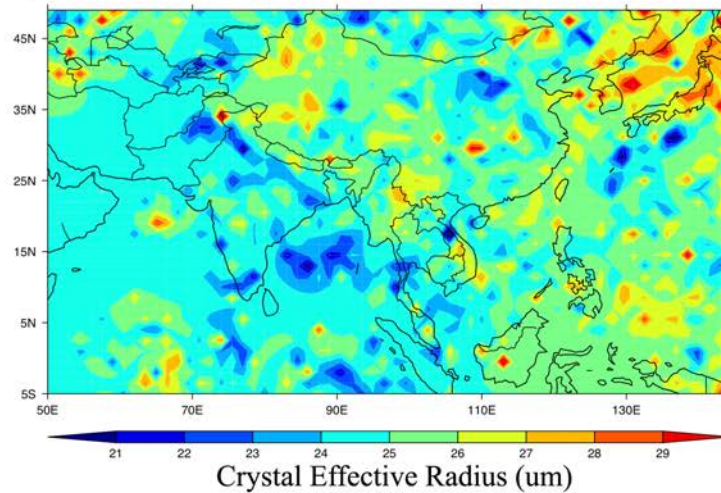 45N
35N
25N
15N
5N
5S
50E 70E 90E 110E 130E
21 22 23 24 25 26 27 28 29
Crystal Effective Radius (um)